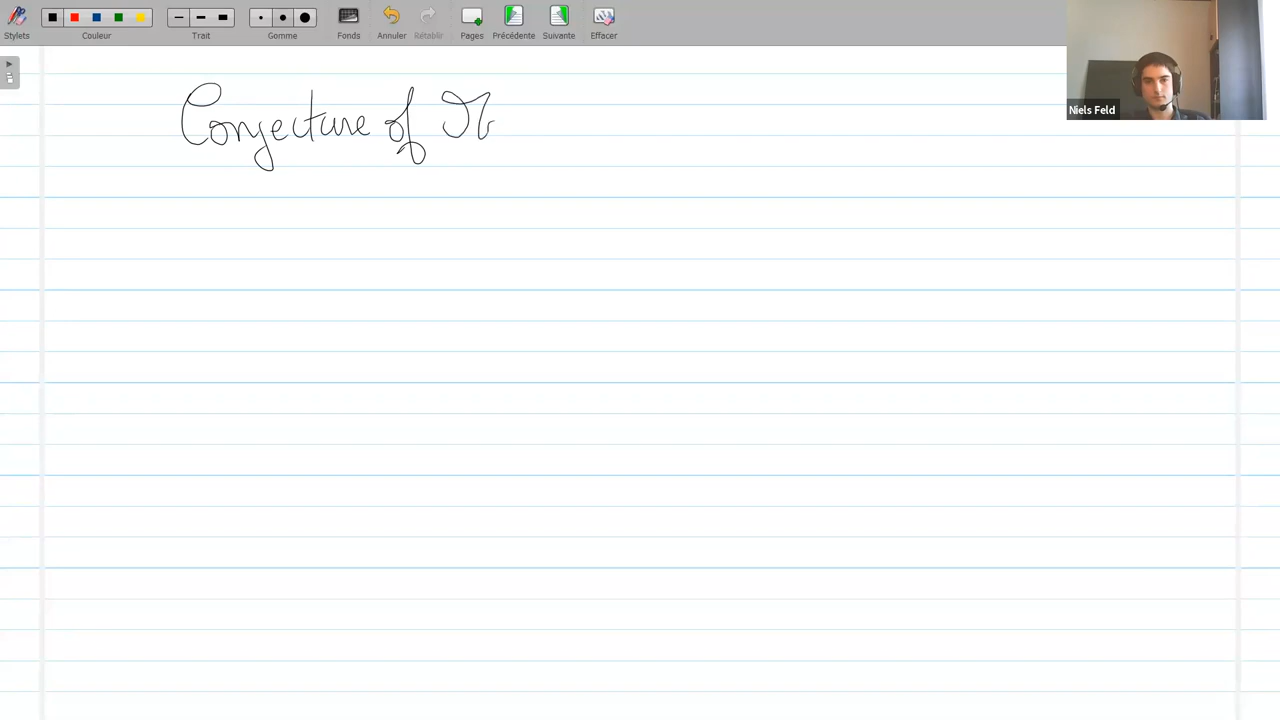 Stylets Couleur Trait Gomme Fonds Annuler Rétablir Pages Précédente Suivante Effacer
Niels Feld
Conjecture of